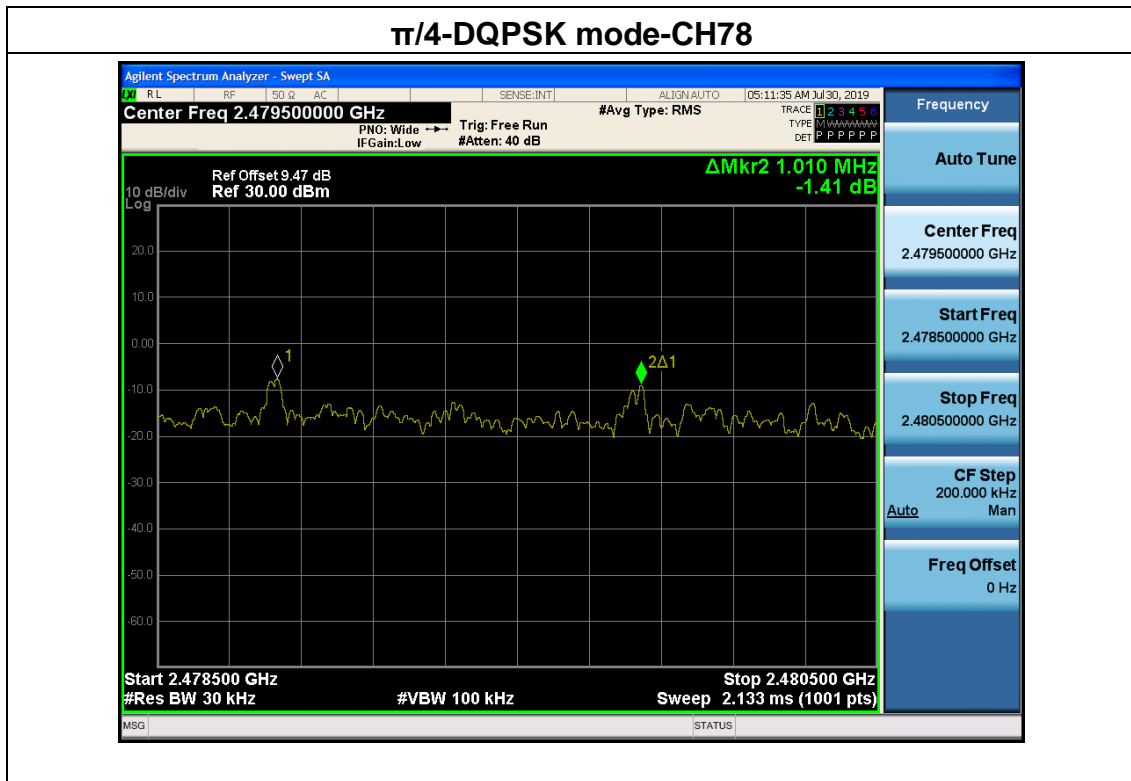 π/4-DQPSK mode-CH78
Agilent Spectrum Analyzer - Swept SA
LXI RL RF 50 Ω AC SENSE:INT ALIGN AUTO 05:11:35 AM Jul 30, 2019
Center Freq 2.479500000 GHz
PNO: Wide
IFGain:Low
Trig: Free Run
#Atten: 40 dB
#Avg Type: RMS
TRACE 1 2 3 4 5 6
TYPE M WWWWW
DET P P P P P P
ΔMkr2 1.010 MHz
-1.41 dB
Ref Offset 9.47 dB
10 dB/div Ref 30.00 dBm
Log
20.0
10.0
0.00
-10.0
-20.0
-30.0
-40.0
-50.0
-60.0
1
2Δ1
Start 2.478500 GHz
Stop 2.480500 GHz
#Res BW 30 kHz
#VBW 100 kHz
Sweep 2.133 ms (1001 pts)
MSG
STATUS
Frequency
Auto Tune
Center Freq
2.479500000 GHz
Start Freq
2.478500000 GHz
Stop Freq
2.480500000 GHz
CF Step
200.000 kHz
Auto Man
Freq Offset
0 Hz